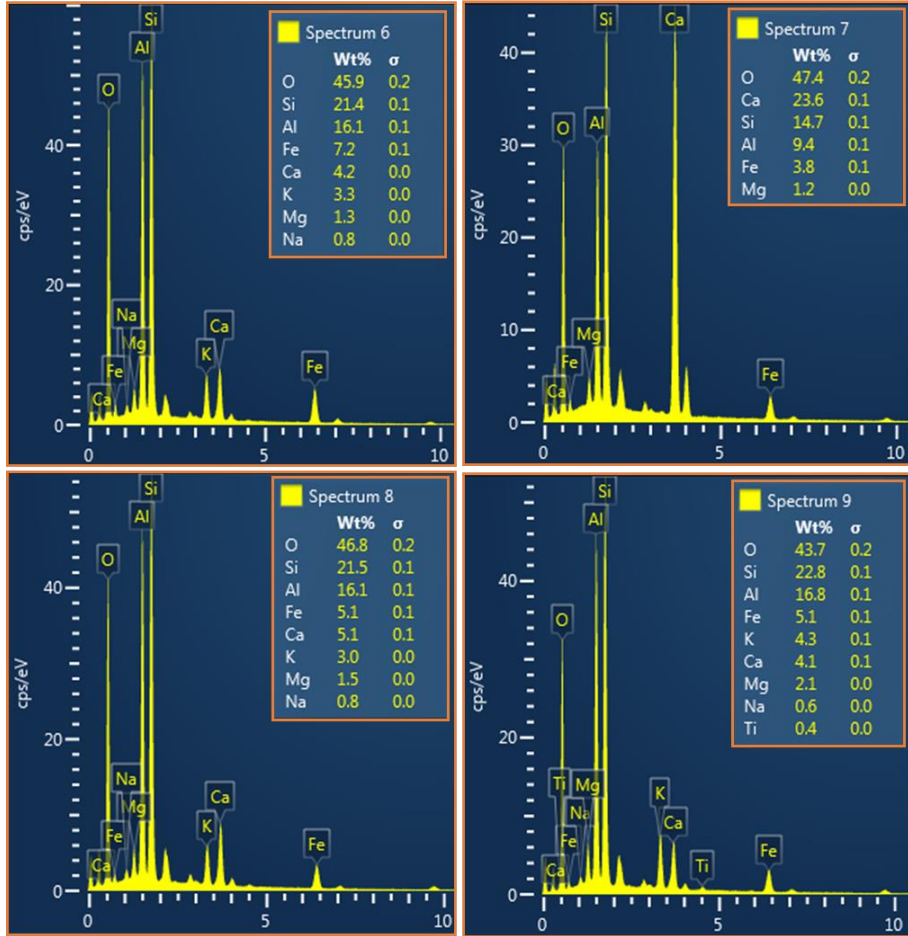 Spectrum 6
Wt% σ
O 45.9 0.2
Si 21.4 0.1
Al 16.1 0.1
Fe 7.2 0.1
Ca 4.2 0.0
K 3.3 0.0
Mg 1.3 0.0
Na 0.8 0.0
Si
Al
O
Na
Mg
Fe
Ca
K
Ca
Fe
cps/eV
40
20
0
0 5 10
Spectrum 7
Wt% σ
O 47.4 0.2
Ca 23.6 0.1
Si 14.7 0.1
Al 9.4 0.1
Fe 3.8 0.1
Mg 1.2 0.0
Si
Ca
O
Al
Mg
Fe
Ca
Fe
cps/eV
40
30
20
10
0
0 5 10
Spectrum 8
Wt% σ
O 46.8 0.2
Si 21.5 0.1
Al 16.1 0.1
Fe 5.1 0.1
Ca 5.1 0.1
K 3.0 0.0
Mg 1.5 0.0
Na 0.8 0.0
Si
Al
O
Na
Mg
Fe
Ca
K
Ca
Fe
cps/eV
40
20
0
0 5 10
Spectrum 9
Wt% σ
O 43.7 0.2
Si 22.8 0.1
Al 16.8 0.1
Fe 5.1 0.1
K 4.3 0.1
Ca 4.1 0.1
Mg 2.1 0.0
Na 0.6 0.0
Ti 0.4 0.0
Si
Al
O
Ti
Mg
Na
Fe
Ca
K
Ca
Ti
Fe
cps/eV
40
20
0
0 5 10